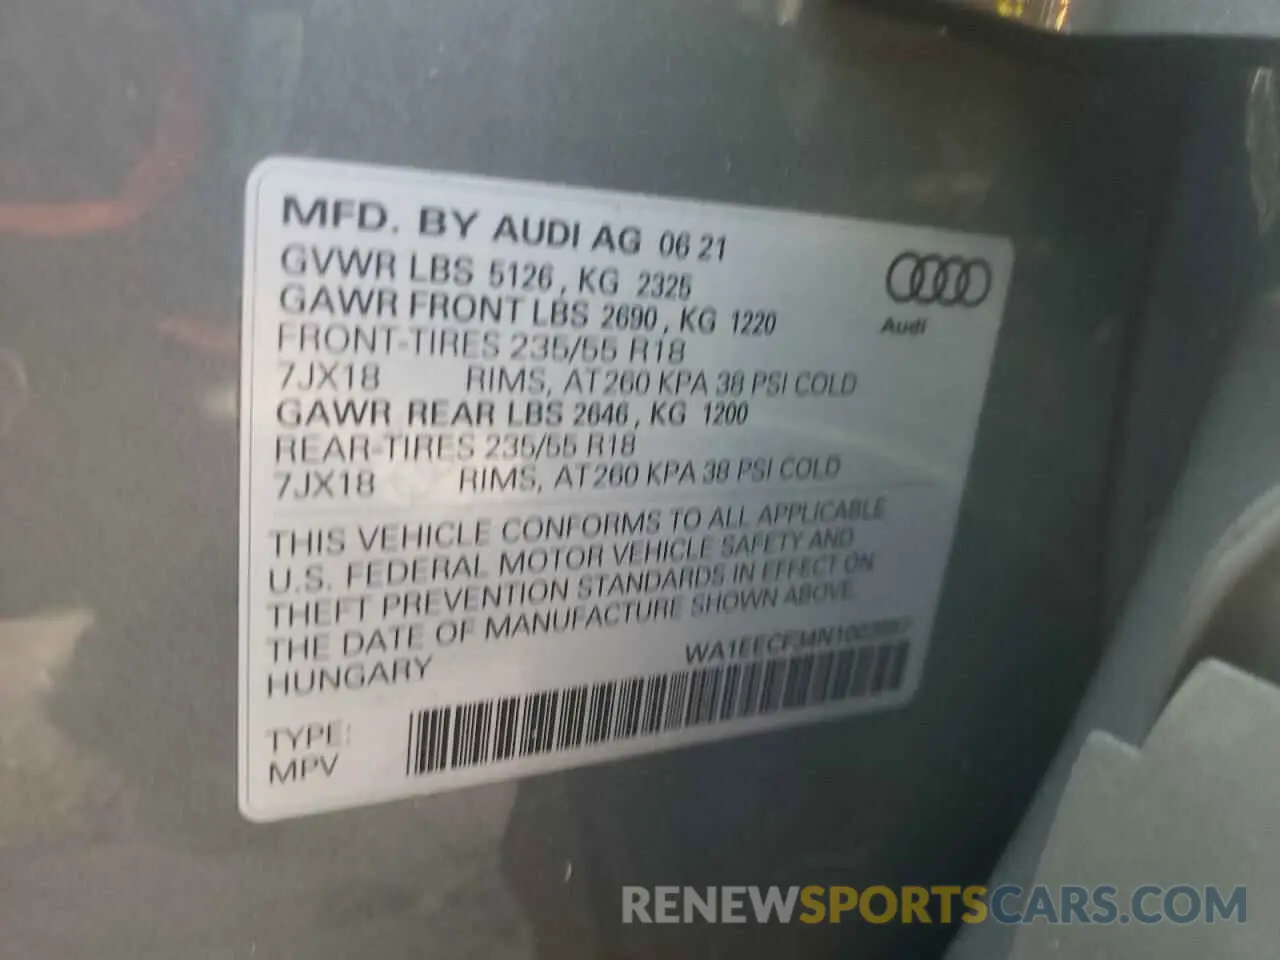 MFD. BY AUDI AG 06 21
GVWR LBS 5126, KG 2325
GAWR FRONT LBS 2690, KG 1220
FRONT-TIRES 235/55 R18
7JX18 RIMS, AT 260 KPA 38 PSI COLD
GAWR REAR LBS 2646, KG 1200
REAR-TIRES 235/55 R18
7JX18 RIMS, AT 260 KPA 38 PSI COLD
Audi
THIS VEHICLE CONFORMS TO ALL APPLICABLE
U.S. FEDERAL MOTOR VEHICLE SAFETY AND
THEFT PREVENTION STANDARDS IN EFFECT ON
THE DATE OF MANUFACTURE SHOWN ABOVE.
HUNGARY
TYPE:
MPV
RENEWSPORTSCARS.COM